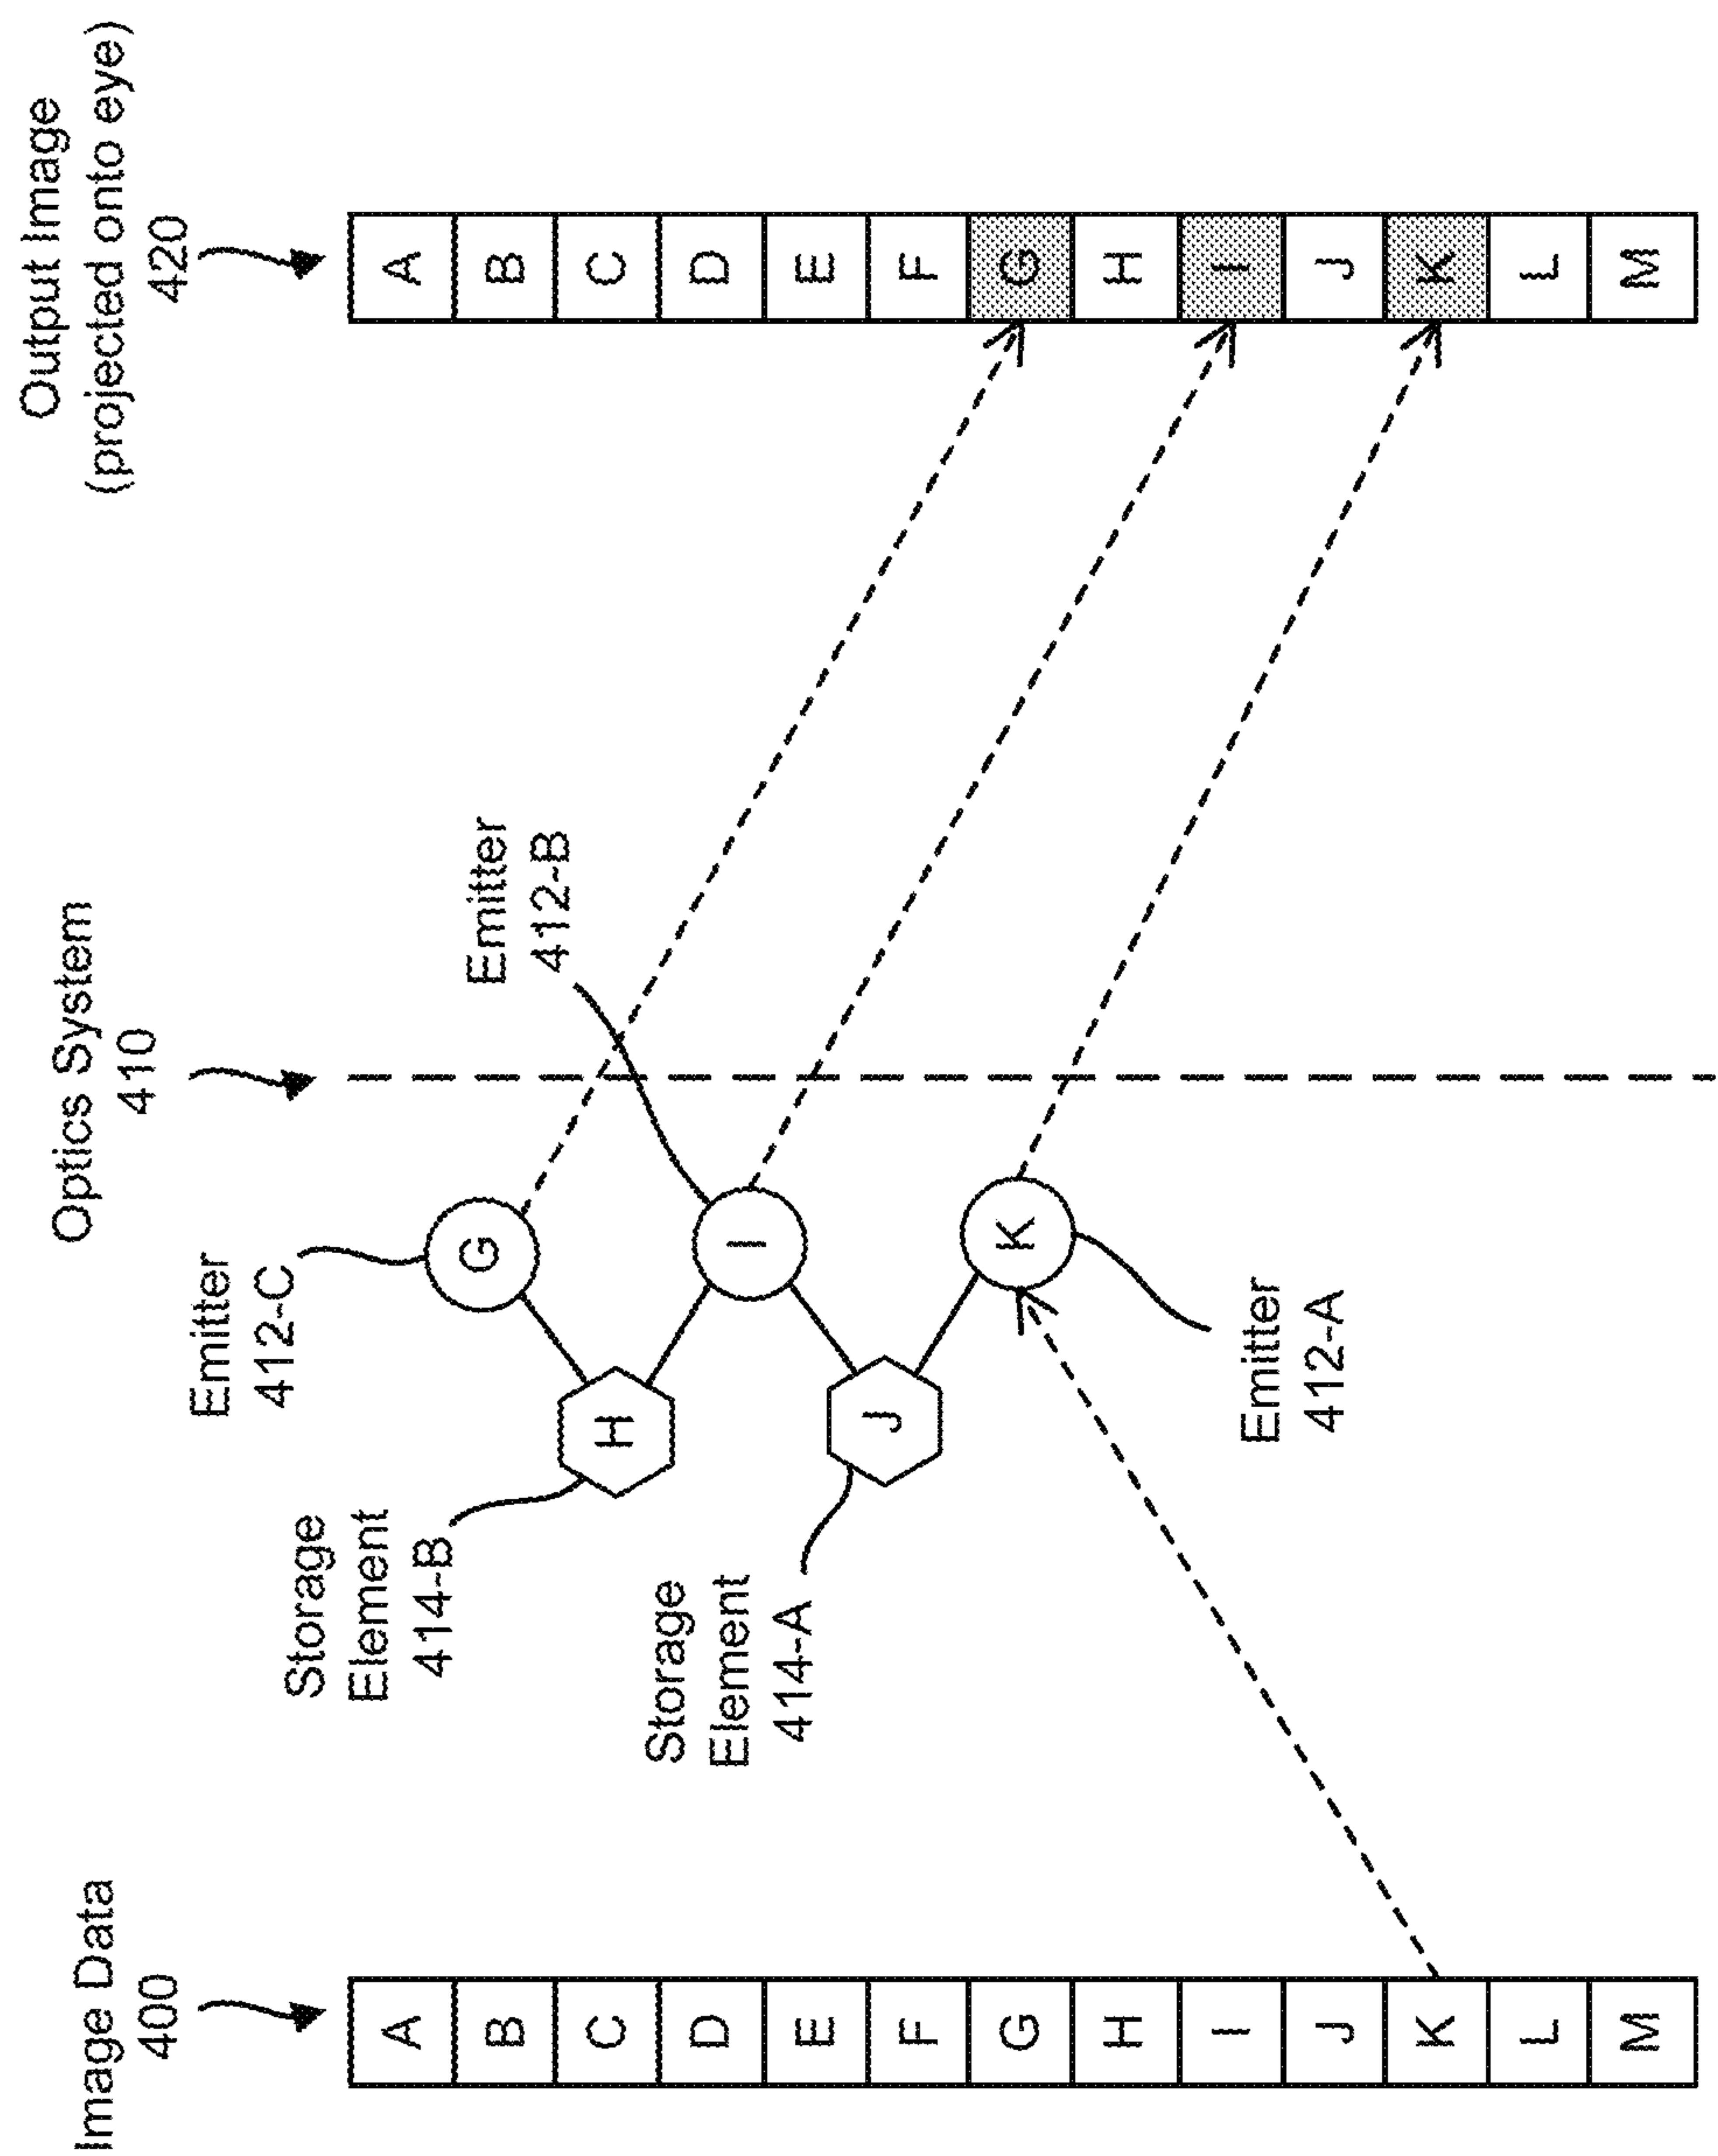 Image Data
400
A
B
C
D
E
F
G
H
I
J
K
L
M
Optics System
410
Storage
Element
414-B
Storage
Element
414-A
Emitter
412-C
Emitter
412-B
Emitter
412-A
G
H
I
J
K
Output Image
(projected onto eye)
420
A
B
C
D
E
F
G
H
I
J
K
L
M